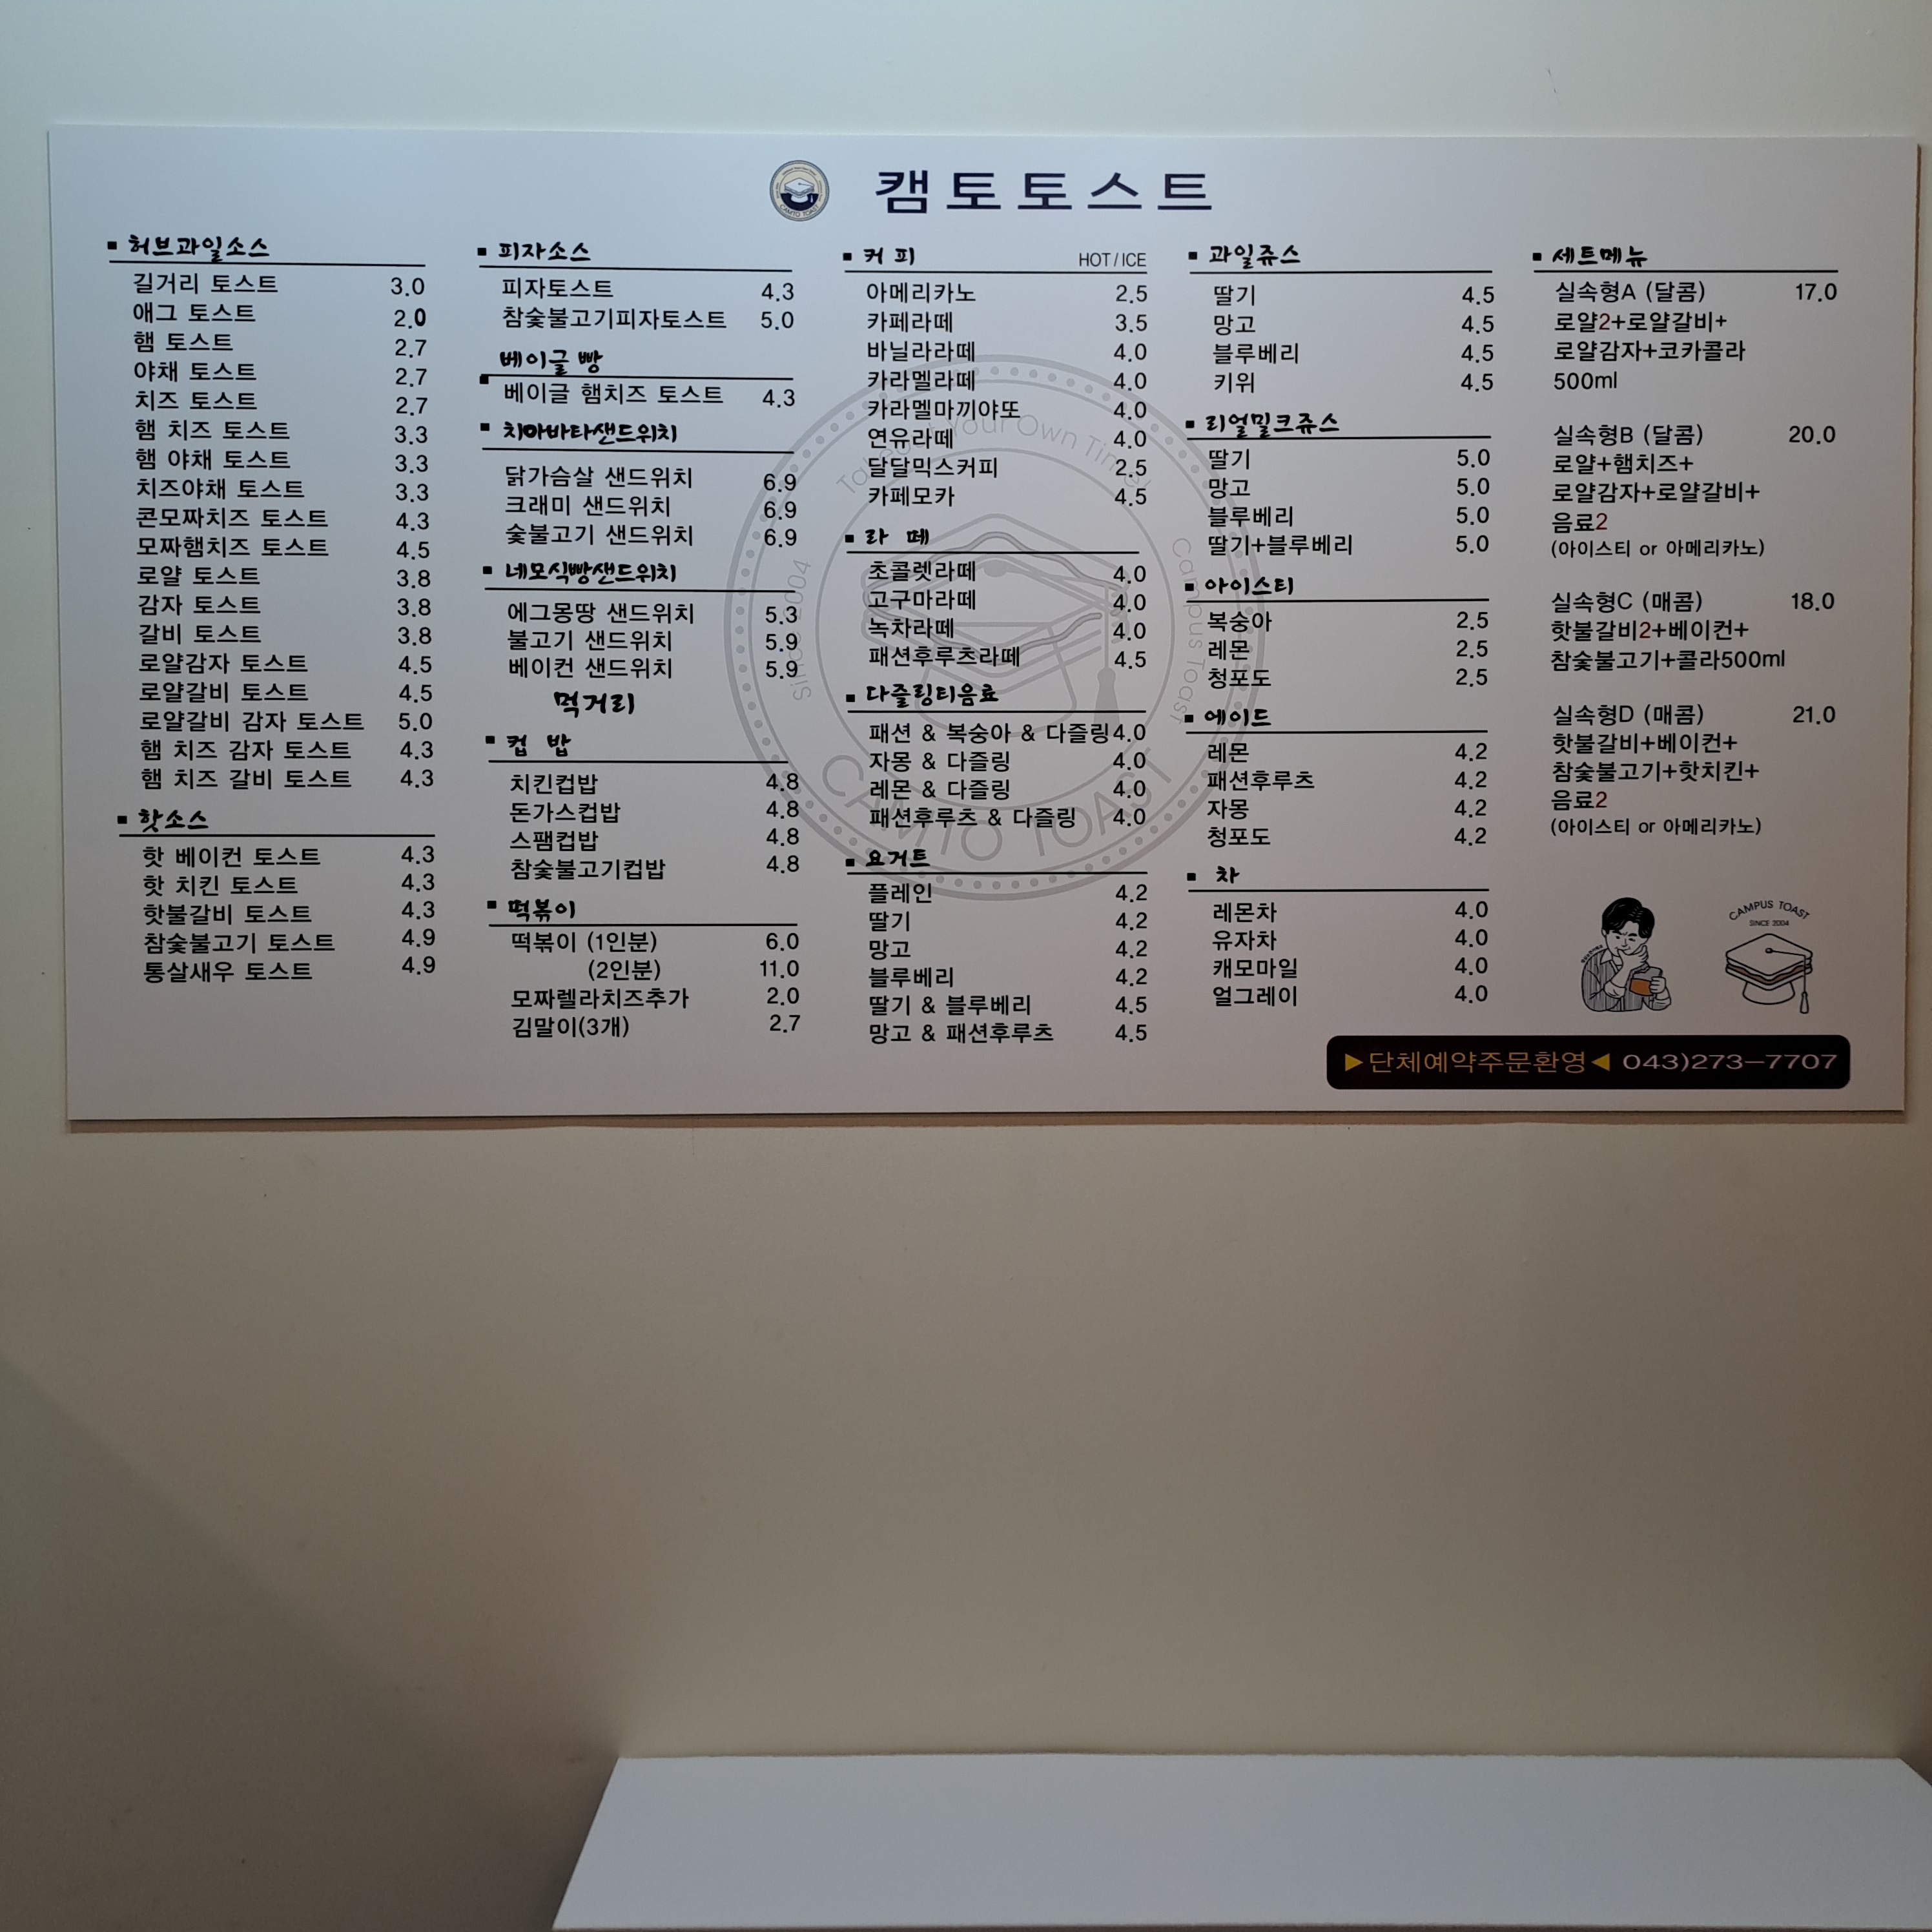 캠토토스트
CAMTO TOAST
허브과일소스
길거리 토스트 3.0
애그 토스트 2.0
햄 토스트 2.7
야채 토스트 2.7
치즈 토스트 2.7
햄 치즈 토스트 3.3
햄 야채 토스트 3.3
치즈야채 토스트 3.3
콘모짜치즈 토스트 4.3
모짜햄치즈 토스트 4.5
로얄 토스트 3.8
감자 토스트 3.8
갈비 토스트 3.8
로얄감자 토스트 4.5
로얄갈비 토스트 4.5
로얄갈비 감자 토스트 5.0
햄 치즈 감자 토스트 4.3
햄 치즈 갈비 토스트 4.3
핫소스
핫 베이컨 토스트 4.3
핫 치킨 토스트 4.3
핫불갈비 토스트 4.3
참숯불고기 토스트 4.9
통살새우 토스트 4.9
피자소스
피자토스트 4.3
참숯불고기피자토스트 5.0
베이글 빵
베이글 햄치즈 토스트 4.3
치아바타샌드위치
닭가슴살 샌드위치 6.9
크래미 샌드위치 6.9
숯불고기 샌드위치 6.9
네모식빵샌드위치
에그몽땅 샌드위치 5.3
불고기 샌드위치 5.9
베이컨 샌드위치 5.9
먹거리
컵 밥
치킨컵밥 4.8
돈가스컵밥 4.8
스팸컵밥 4.8
참숯불고기컵밥 4.8
떡볶이
떡볶이 (1인분) 6.0
(2인분) 11.0
모짜렐라치즈추가 2.0
김말이(3개) 2.7
커 피 HOT / ICE
아메리카노 2.5
카페라떼 3.5
바닐라라떼 4.0
카라멜라떼 4.0
카라멜마끼야또 4.0
연유라떼 4.0
달달믹스커피 2.5
카페모카 4.5
라 떼
초콜렛라떼 4.0
고구마라떼 4.0
녹차라떼 4.0
패션후루츠라떼 4.5
다즐링티음료
패션 & 복숭아 & 다즐링 4.0
자몽 & 다즐링 4.0
레몬 & 다즐링 4.0
패션후루츠 & 다즐링 4.0
요거트
플레인 4.2
딸기 4.2
망고 4.2
블루베리 4.2
딸기 & 블루베리 4.5
망고 & 패션후루츠 4.5
Your Own Time!
Campus Toast
Since 2004
CAMTO TOAST
과일쥬스
딸기 4.5
망고 4.5
블루베리 4.5
키위 4.5
리얼밀크쥬스
딸기 5.0
망고 5.0
블루베리 5.0
딸기+블루베리 5.0
아이스티
복숭아 2.5
레몬 2.5
청포도 2.5
에이드
레몬 4.2
패션후루츠 4.2
자몽 4.2
청포도 4.2
차
레몬차 4.0
유자차 4.0
캐모마일 4.0
얼그레이 4.0
세트메뉴
실속형A (달콤) 17.0
로얄2+로얄갈비+
로얄감자+코카콜라
500ml
실속형B (달콤) 20.0
로얄+햄치즈+
로얄감자+로얄갈비+
음료2
(아이스티 or 아메리카노)
실속형C (매콤) 18.0
핫불갈비2+베이컨+
참숯불고기+콜라500ml
실속형D (매콤) 21.0
핫불갈비+베이컨+
참숯불고기+핫치킨+
음료2
(아이스티 or 아메리카노)
CAMPUS TOAST
SINCE 2004
▶단체예약주문환영◀ 043)273-7707